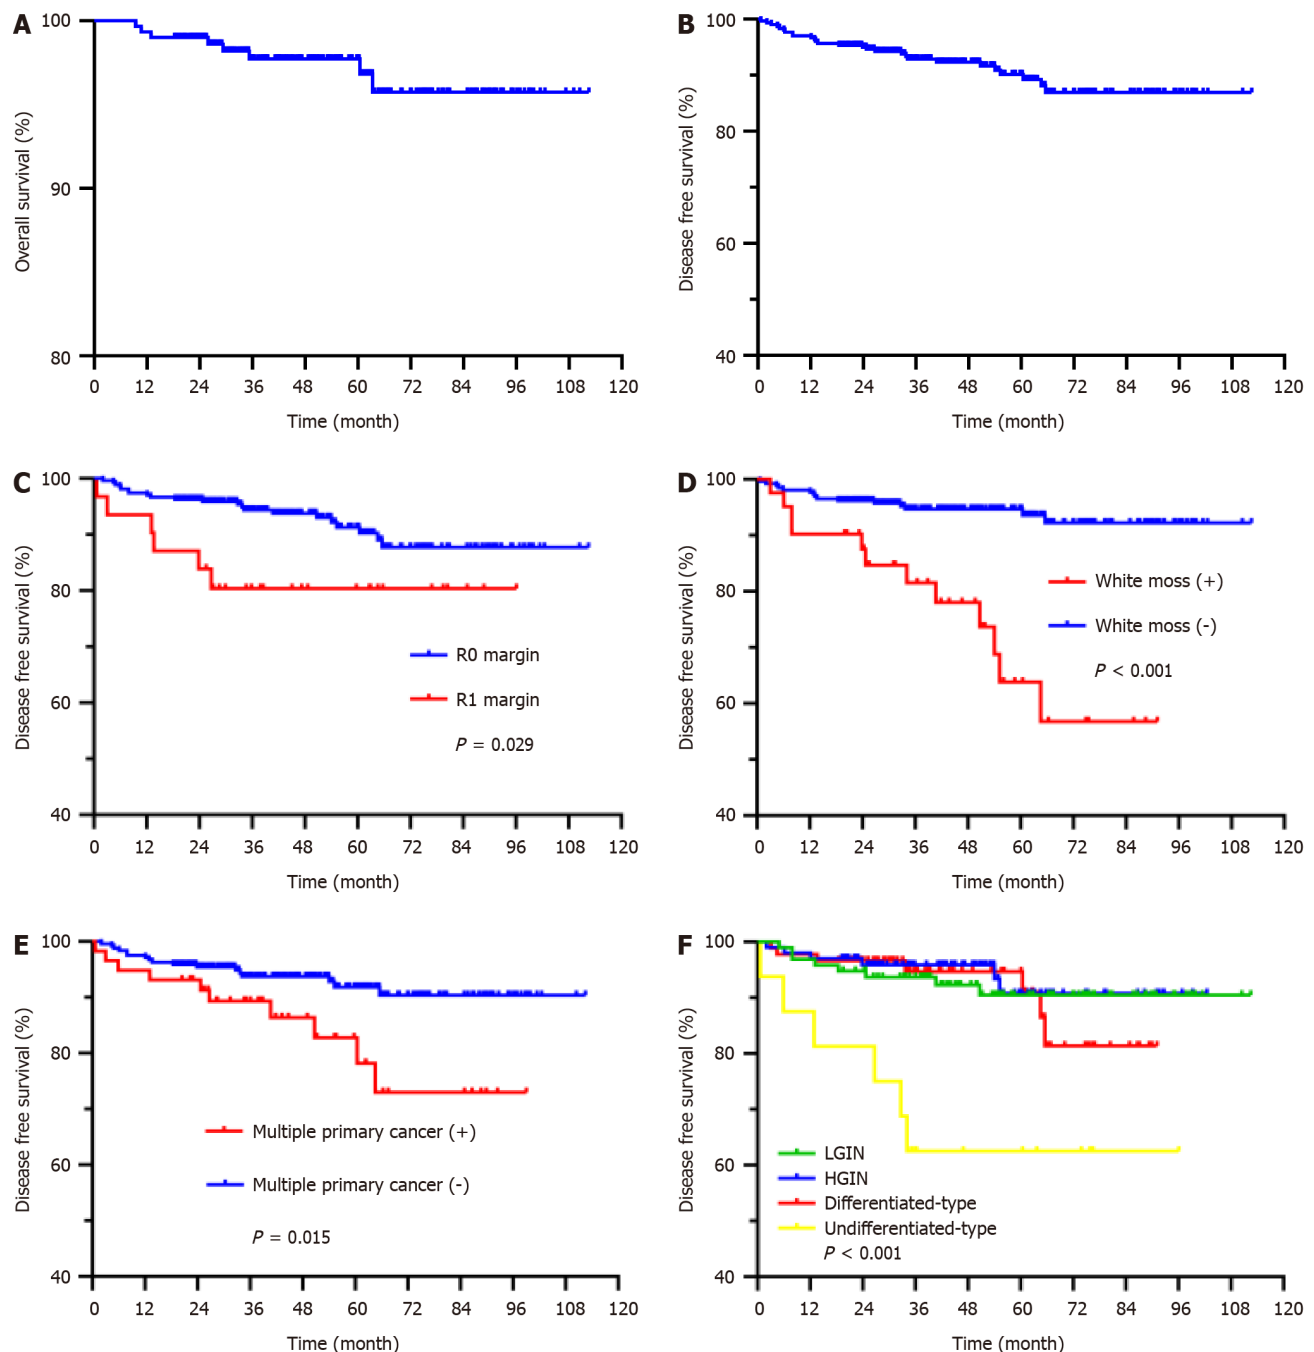 A
100
90
80
Overall survival (%)
0 12 24 36 48 60 72 84 96 108 120
Time (month)
B
100
80
60
40
Disease free survival (%)
0 12 24 36 48 60 72 84 96 108 120
Time (month)
C
100
80
60
40
Disease free survival (%)
R0 margin
R1 margin
P = 0.029
0 12 24 36 48 60 72 84 96 108 120
Time (month)
D
100
80
60
40
Disease free survival (%)
White moss (+)
White moss (-)
P < 0.001
0 12 24 36 48 60 72 84 96 108 120
Time (month)
E
100
80
60
40
Disease free survival (%)
Multiple primary cancer (+)
Multiple primary cancer (-)
P = 0.015
0 12 24 36 48 60 72 84 96 108 120
Time (month)
F
100
80
60
40
Disease free survival (%)
LGIN
HGIN
Differentiated-type
Undifferentiated-type
P < 0.001
0 12 24 36 48 60 72 84 96 108 120
Time (month)